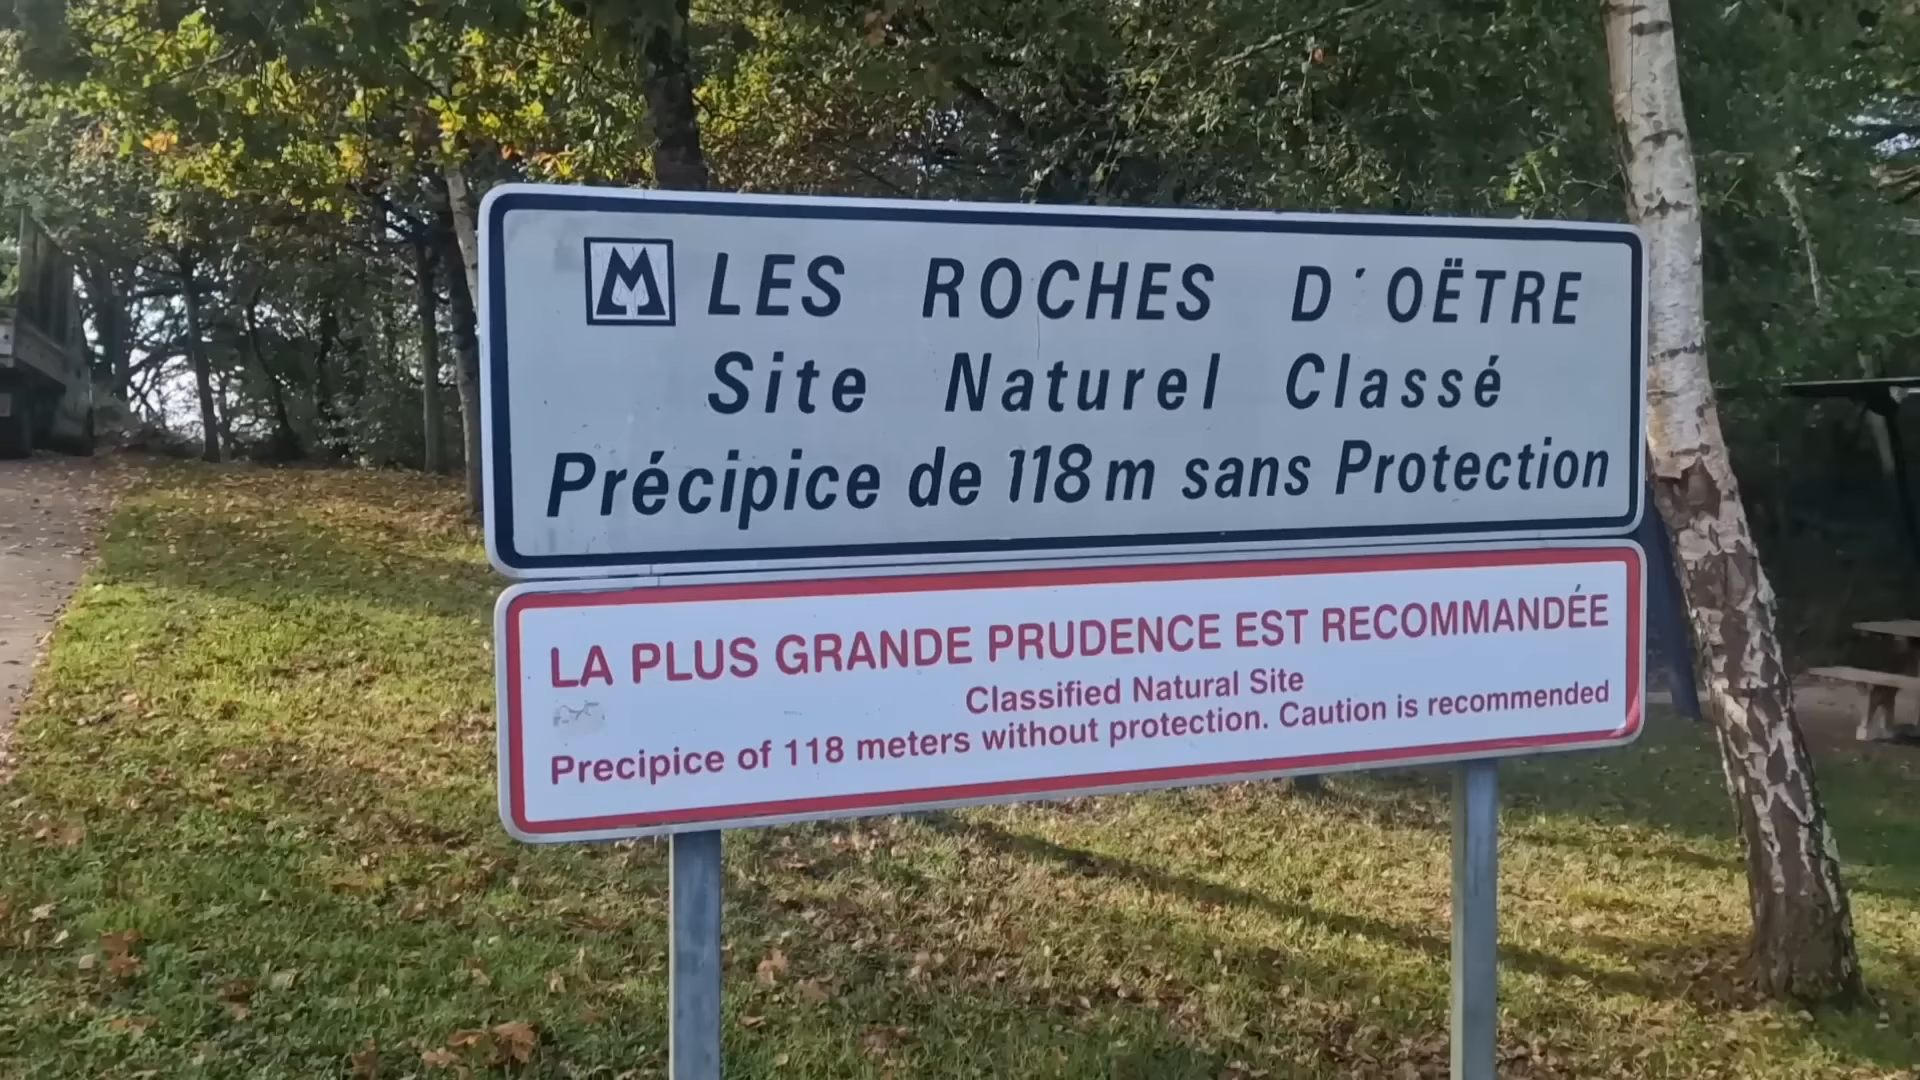 M LES ROCHES D'OËTRE
Site Naturel Classé
Précipice de 118 m sans Protection
LA PLUS GRANDE PRUDENCE EST RECOMMANDÉE
Classified Natural Site
Precipice of 118 meters without protection. Caution is recommended